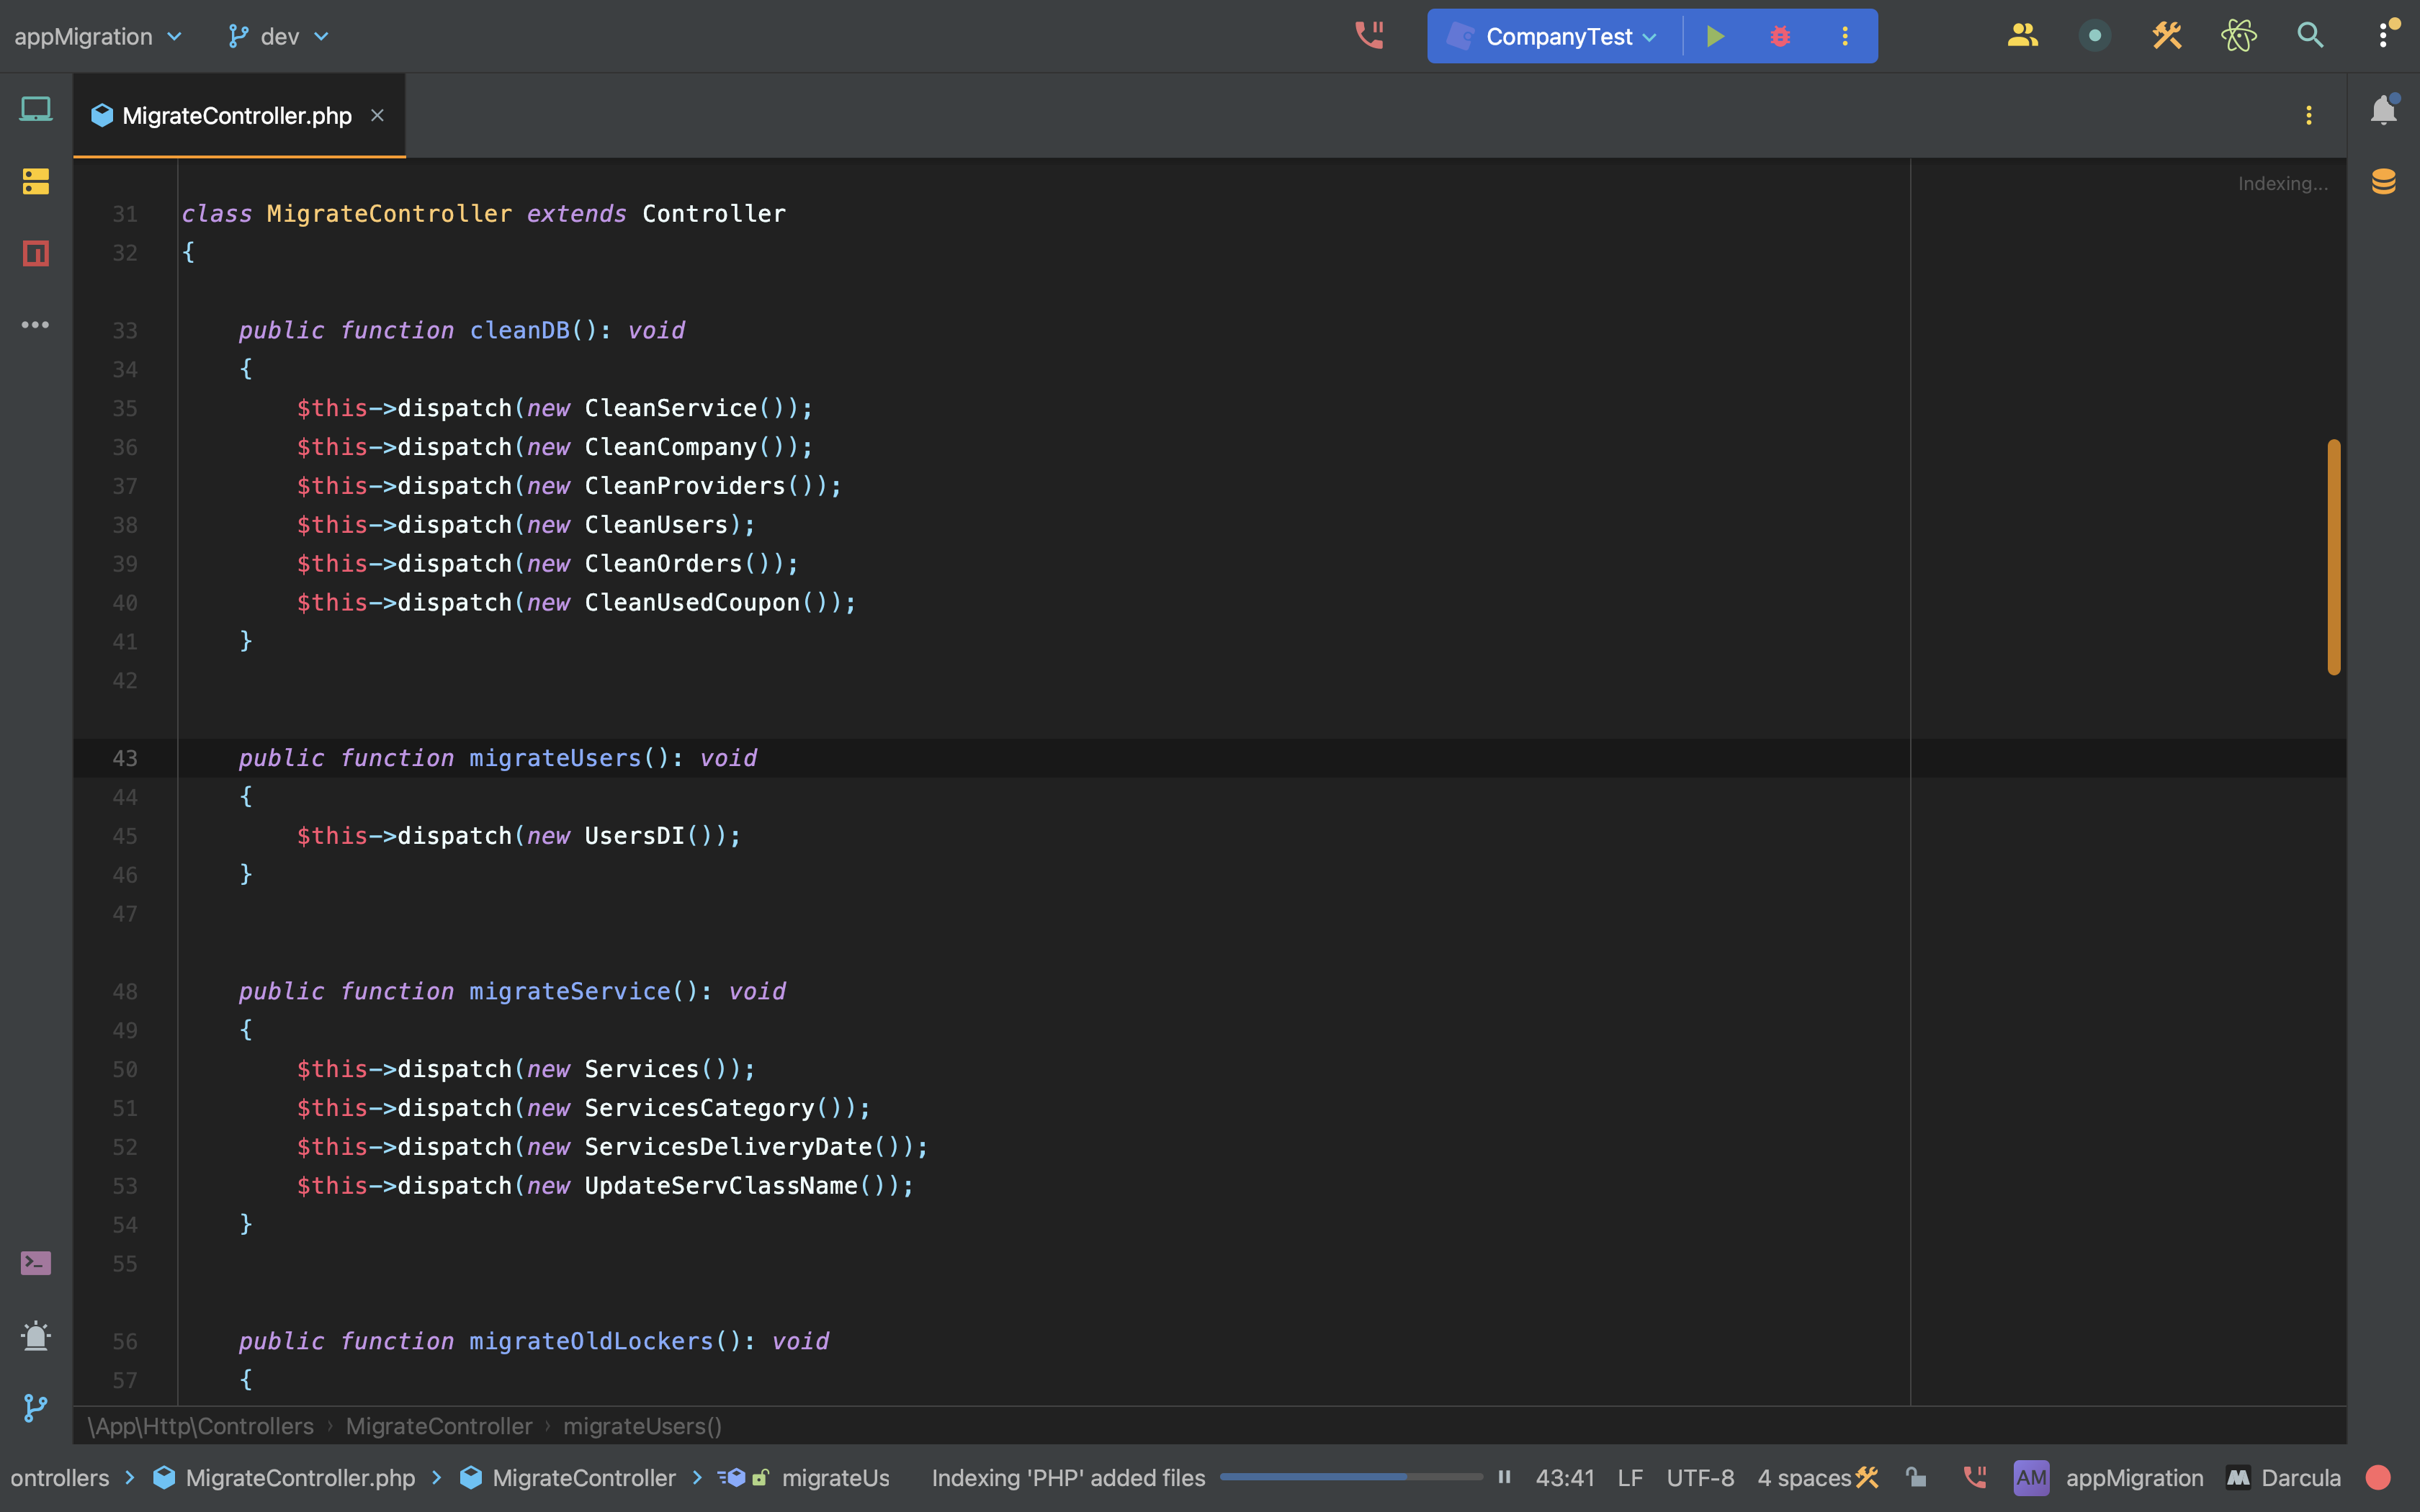 appMigration dev CompanyTest
MigrateController.php
Indexing...
31 class MigrateController extends Controller
32 {
33 public function cleanDB(): void
34 {
35 $this->dispatch(new CleanService());
36 $this->dispatch(new CleanCompany());
37 $this->dispatch(new CleanProviders());
38 $this->dispatch(new CleanUsers);
39 $this->dispatch(new CleanOrders());
40 $this->dispatch(new CleanUsedCoupon());
41 }
42
43 public function migrateUsers(): void
44 {
45 $this->dispatch(new UsersDI());
46 }
47
48 public function migrateService(): void
49 {
50 $this->dispatch(new Services());
51 $this->dispatch(new ServicesCategory());
52 $this->dispatch(new ServicesDeliveryDate());
53 $this->dispatch(new UpdateServClassName());
54 }
55
56 public function migrateOldLockers(): void
57 {
\App\Http\Controllers › MigrateController › migrateUsers()
ontrollers > MigrateController.php > MigrateController > migrateUs Indexing 'PHP' added files 43:41 LF UTF-8 4 spaces AM appMigration Darcula